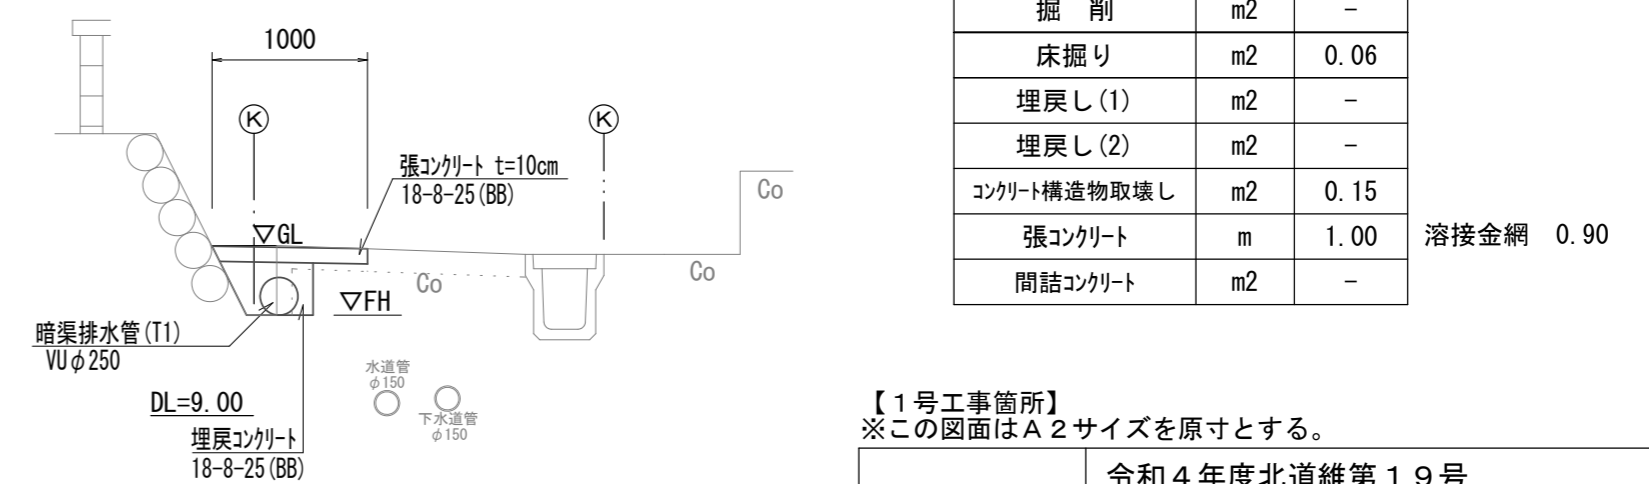 1000
K
K
張コンクリート t=10cm
18-8-25(BB)
▽GL
Co
Co
Co
▽FH
暗渠排水管(T1)
VUφ250
水道管
φ150
下水道管
φ150
DL=9.00
埋戻コンクリート
18-8-25(BB)
掘 削 m2 -
床掘り m2 0.06
埋戻し(1) m2 -
埋戻し(2) m2 -
コンクリート構造物取壊し m2 0.15
張コンクリート m 1.00 溶接金網 0.90
間詰コンクリート m2 -
【1号工事箇所】
※この図面はA2サイズを原寸とする。
令和4年度北道維第19号